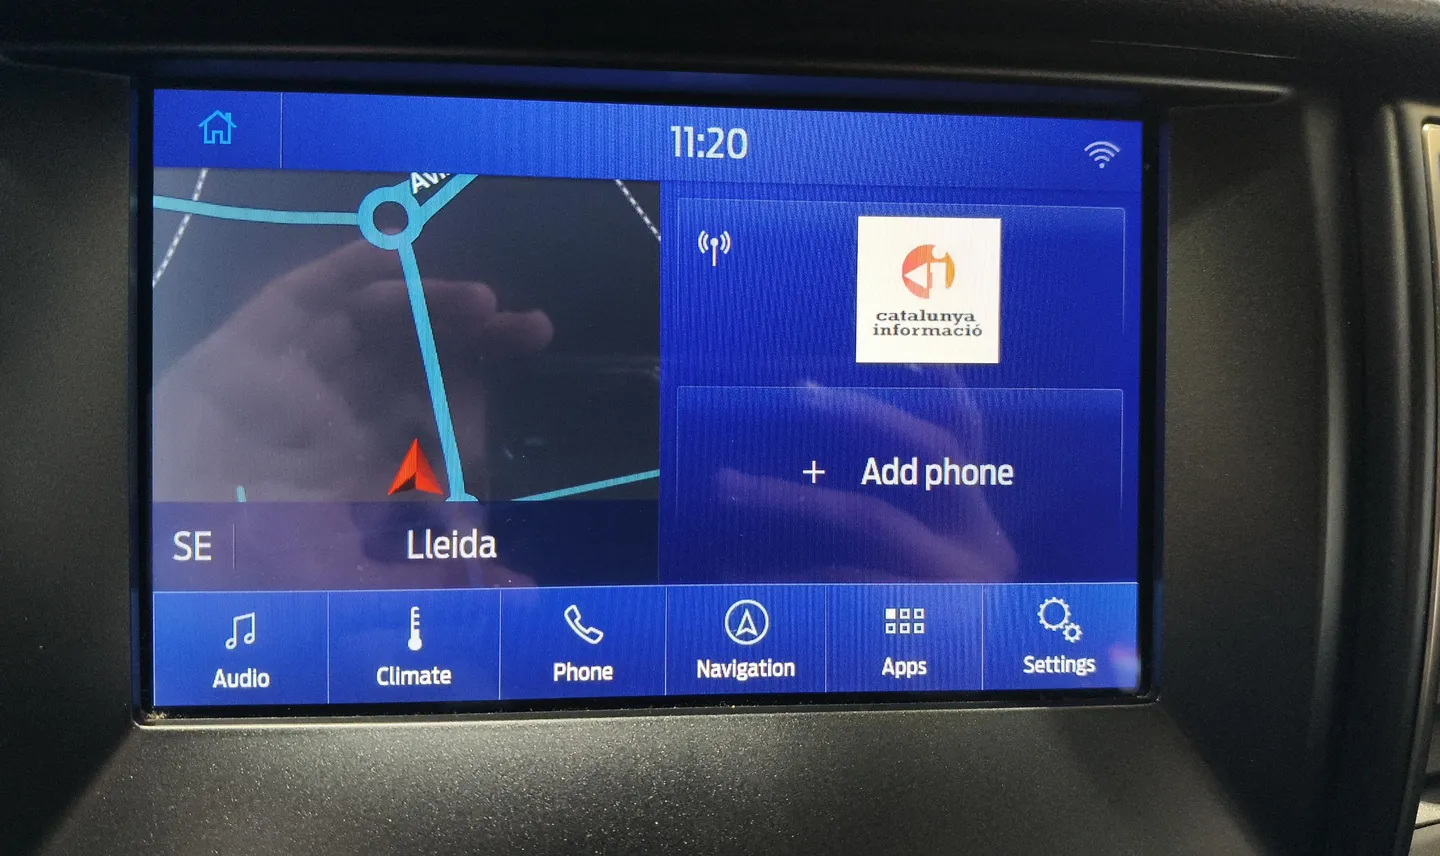 11:20
catalunya
informació
+ Add phone
SE
Lleida
Audio
Climate
Phone
Navigation
Apps
Settings